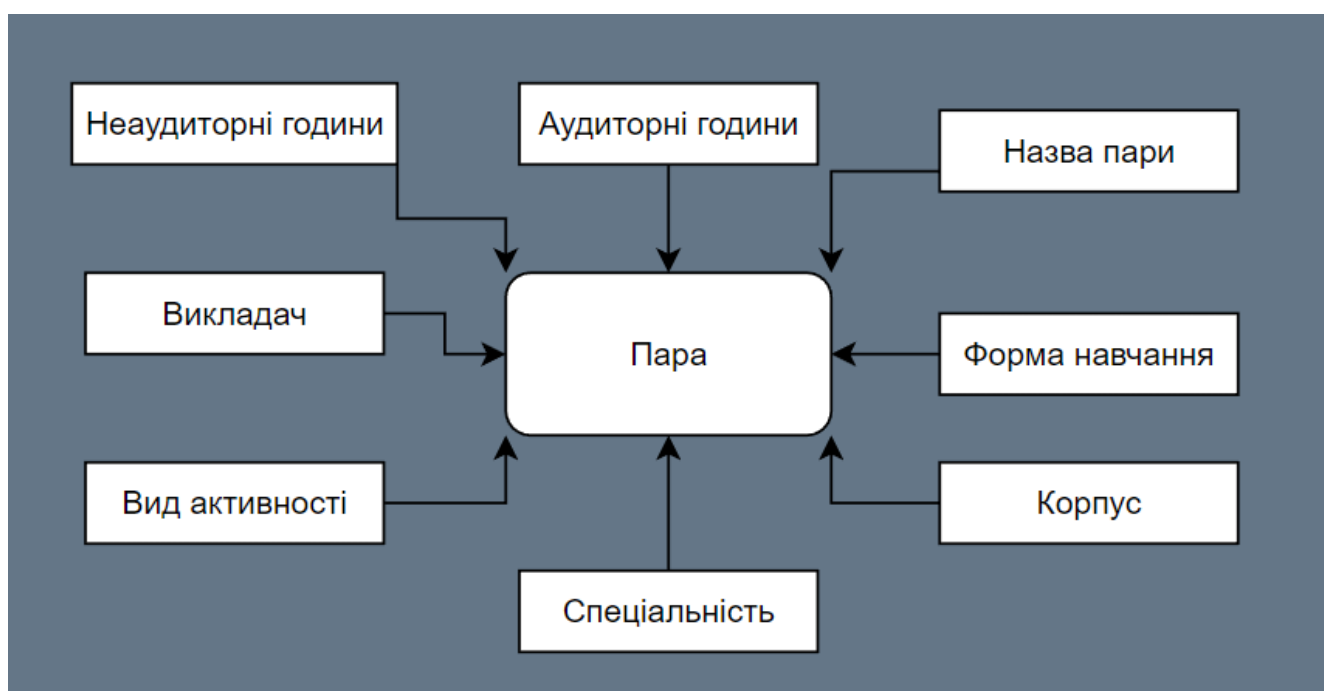 Неаудиторні години
Аудиторні години
Назва пари
Викладач
Пара
Форма навчання
Вид активності
Корпус
Спеціальність